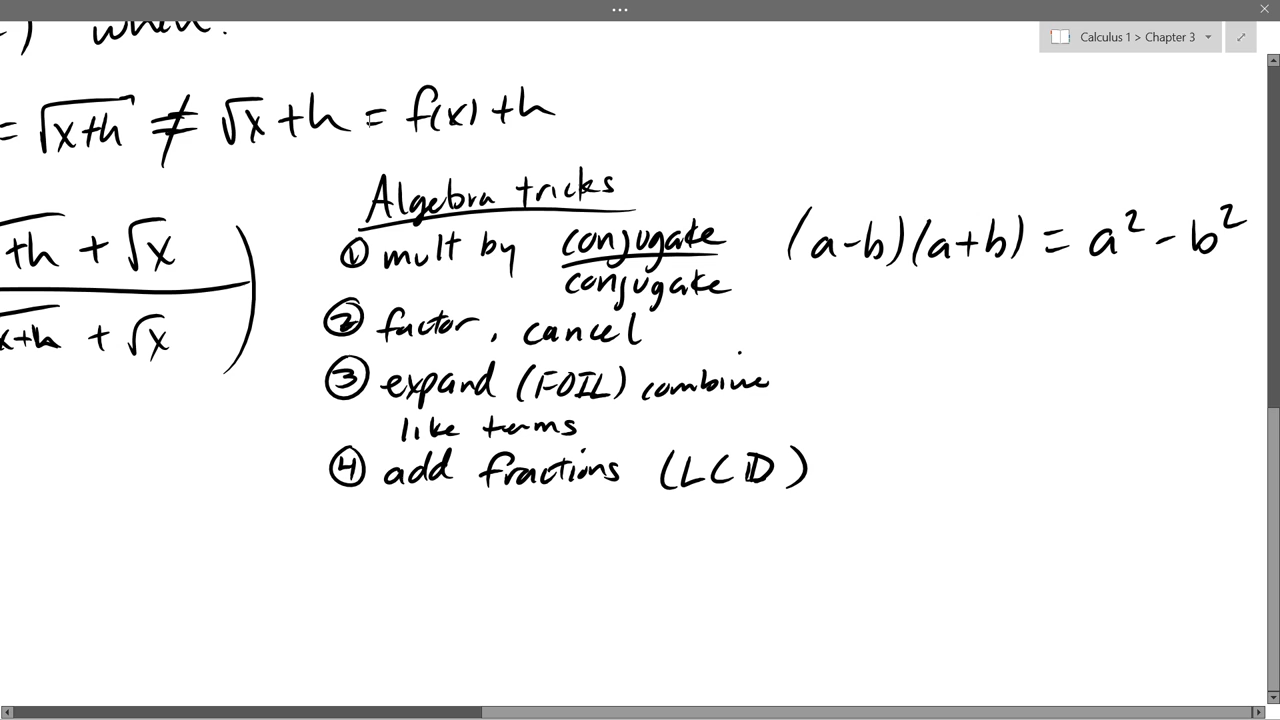 Calculus 1 > Chapter 3
) when.
= √x+h ≠ √x + h = f(x) + h
Algebra tricks
① mult by conjugate/conjugate (a-b)(a+b) = a² - b²
+h + √x
② factor, cancel
x+h + √x
③ expand (FOIL) combine
like terms
④ add fractions (LCD)